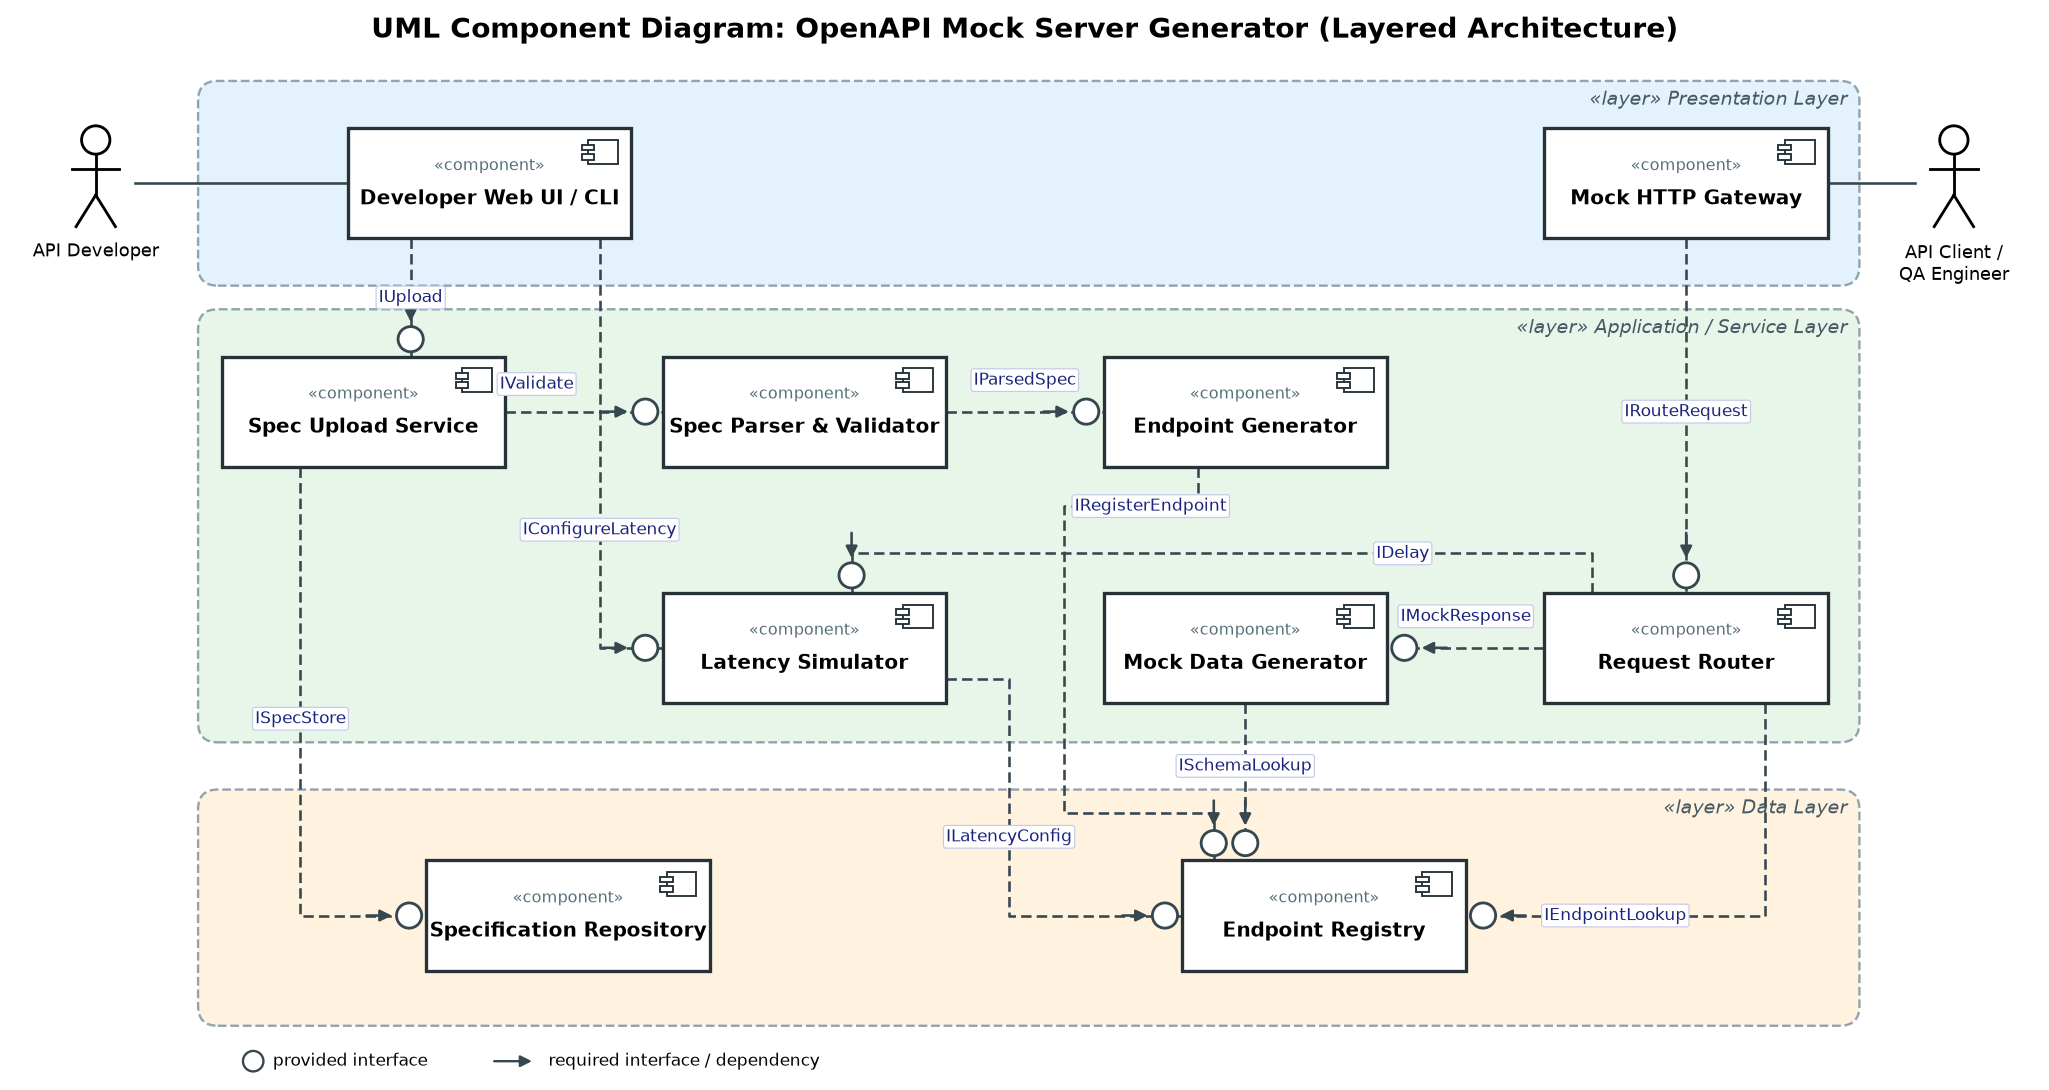 UML Component Diagram: OpenAPI Mock Server Generator (Layered Architecture)
«layer» Presentation Layer
«component»
Developer Web UI / CLI
«component»
Mock HTTP Gateway
API Developer
API Client /
QA Engineer
IUpload
«layer» Application / Service Layer
«component»
Spec Upload Service
IValidate
«component»
Spec Parser & Validator
IParsedSpec
«component»
Endpoint Generator
IRouteRequest
IRegisterEndpoint
IConfigureLatency
IDelay
«component»
Latency Simulator
«component»
Mock Data Generator
IMockResponse
«component»
Request Router
ISpecStore
ISchemaLookup
«layer» Data Layer
ILatencyConfig
«component»
Specification Repository
«component»
Endpoint Registry
IEndpointLookup
provided interface
required interface / dependency